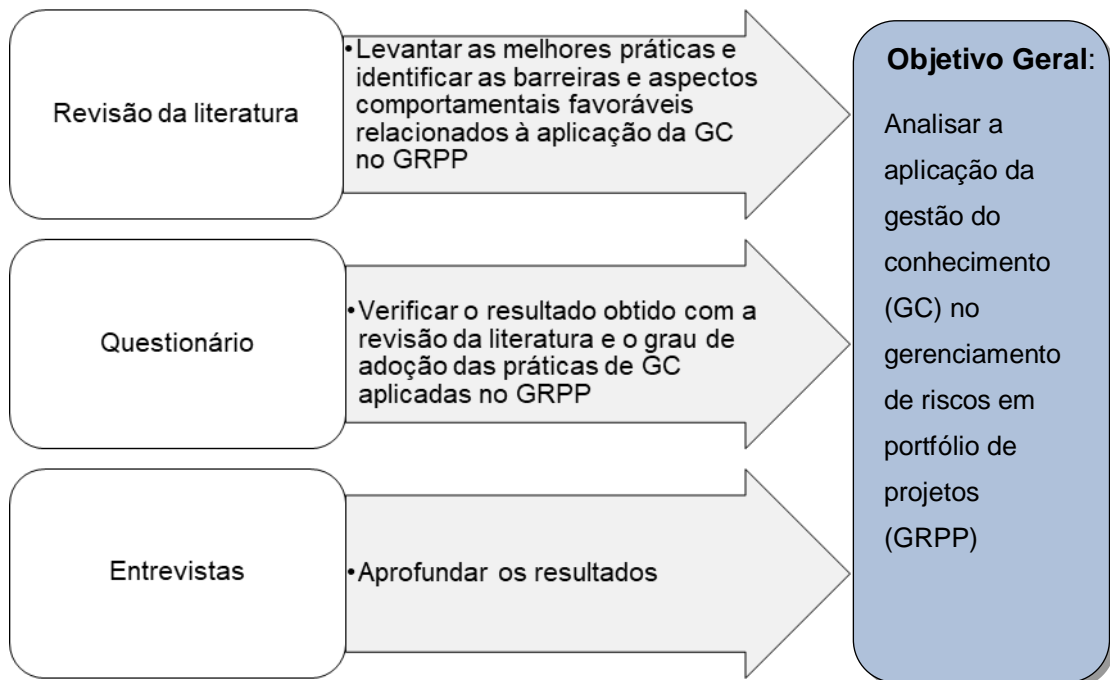 Revisão da literatura
•Levantar as melhores práticas e
identificar as barreiras e aspectos
comportamentais favoráveis
relacionados à aplicação da GC
no GRPP
Questionário
•Verificar o resultado obtido com a
revisão da literatura e o grau de
adoção das práticas de GC
aplicadas no GRPP
Entrevistas
•Aprofundar os resultados
Objetivo Geral:
Analisar a
aplicação da
gestão do
conhecimento
(GC) no
gerenciamento
de riscos em
portfólio de
projetos
(GRPP)